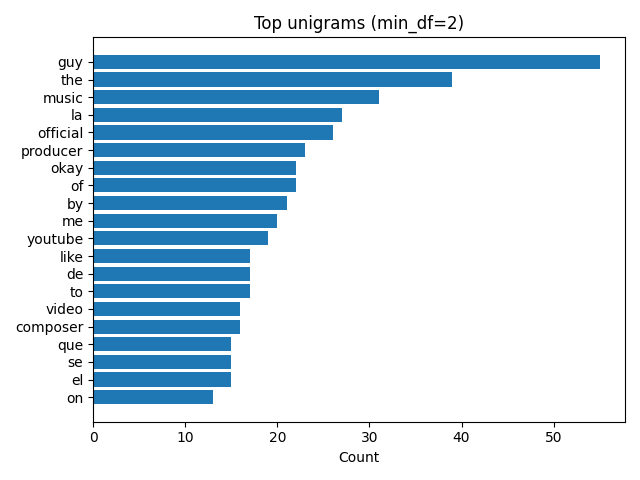 Top unigrams (min_df=2)
guy
the
music
la
official
producer
okay
of
by
me
youtube
like
de
to
video
composer
que
se
el
on
0 10 20 30 40 50
Count